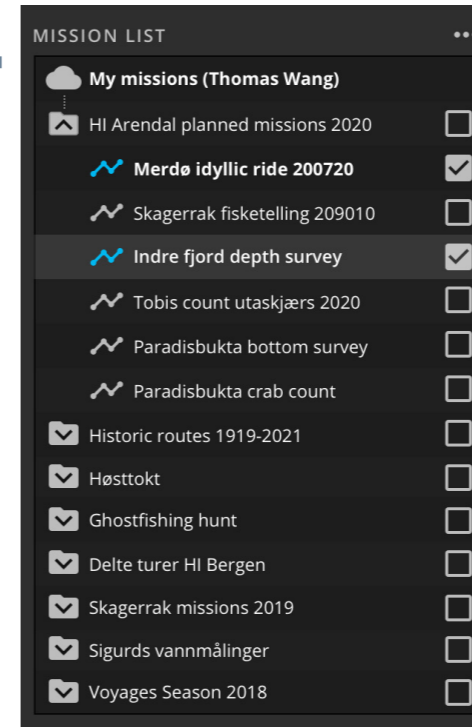 MISSION LIST
My missions (Thomas Wang)
HI Arendal planned missions 2020
Merdø idyllic ride 200720
Skagerrak fisketelling 209010
Indre fjord depth survey
Tobis count utaskjærs 2020
Paradisbukta bottom survey
Paradisbukta crab count
Historic routes 1919-2021
Høsttokt
Ghostfishing hunt
Delte turer HI Bergen
Skagerrak missions 2019
Sigurds vannmålinger
Voyages Season 2018